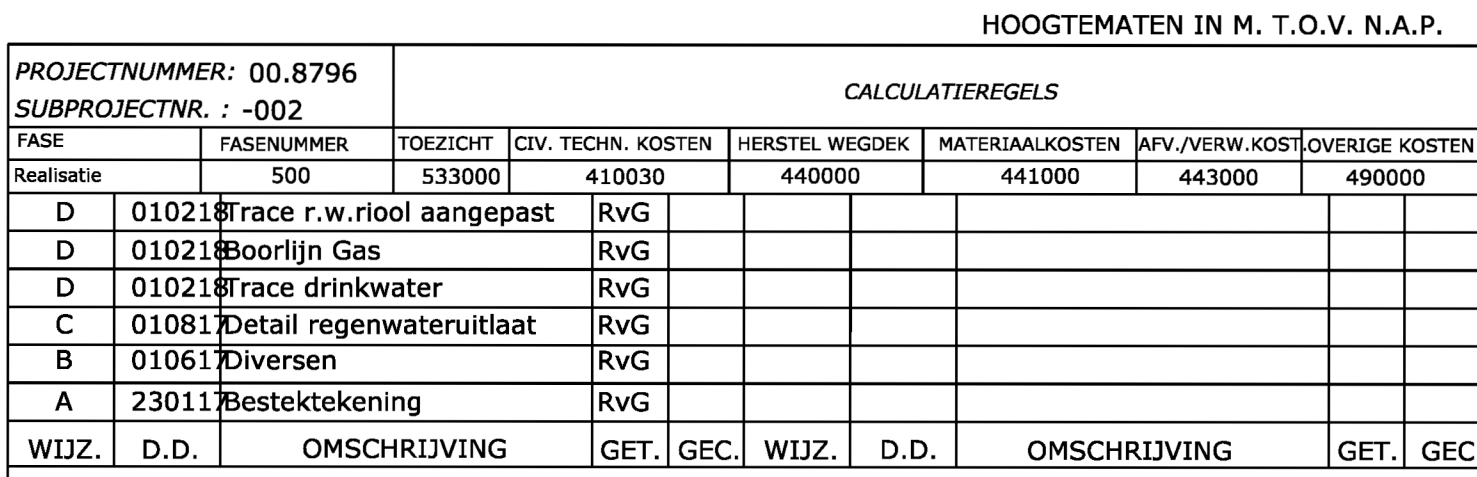 HOOGTEMATEN IN M. T.O.V. N.A.P.
PROJECTNUMMER: 00.8796
SUBPROJECTNR. : -002
CALCULATIEREGELS
FASE FASENUMMER TOEZICHT CIV. TECHN. KOSTEN HERSTEL WEGDEK MATERIAALKOSTEN AFV./VERW.KOST. OVERIGE KOSTEN
Realisatie 500 533000 410030 440000 441000 443000 490000
D 010218 Trace r.w.riool aangepast RvG
D 010218 Boorlijn Gas RvG
D 010218 Trace drinkwater RvG
C 010817 Detail regenwateruitlaat RvG
B 010617 Diversen RvG
A 230117 Bestektekening RvG
WIJZ. D.D. OMSCHRIJVING GET. GEC. WIJZ. D.D. OMSCHRIJVING GET. GEC